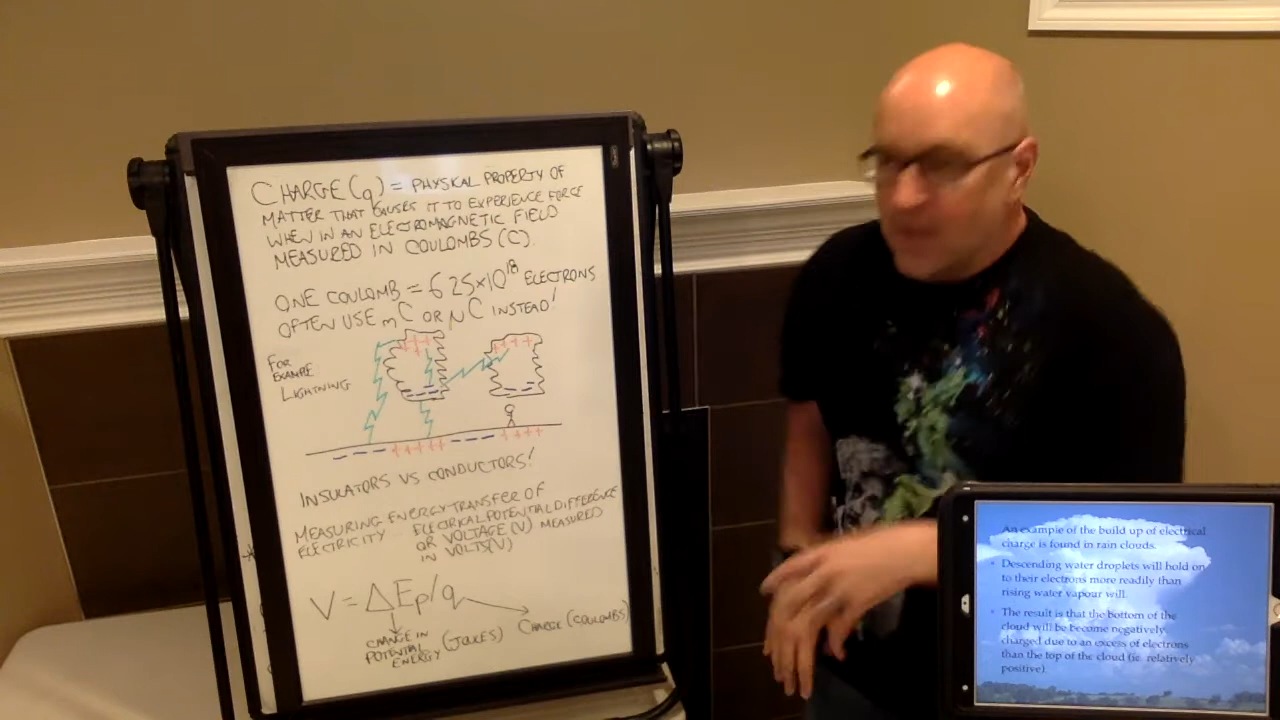 CHARGE(q) = PHYSICAL PROPERTY OF
MATTER THAT CAUSES IT TO EXPERIENCE FORCE
WHEN IN AN ELECTROMAGNETIC FIELD
MEASURED IN COULOMBS (C).
ONE COULOMB = 6.25×10¹⁸ ELECTRONS
OFTEN USE mC OR μC INSTEAD!
FOR
EXAMPLE
LIGHTNING
INSULATORS VS CONDUCTORS!
MEASURING ENERGY TRANSFER OF
ELECTRICITY
ELECTRICAL POTENTIAL DIFFERENCE
OR VOLTAGE (V) MEASURED
IN VOLTS(V)
V = ΔEp/q
CHANGE IN
POTENTIAL
ENERGY
(JOULES)
CHARGE (COULOMBS)
An example of the build up of electrical
charge is found in rain clouds.
Descending water droplets will hold on
to their electrons more readily than
rising water vapour will.
The result is that the bottom of the
cloud will be become negatively
charged due to an excess of electrons
than the top of the cloud (ie. relatively
positive).